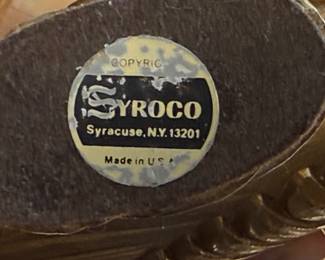 COPYRIG
SYROCO
Syracuse, N.Y. 13201
Made in U.S.A